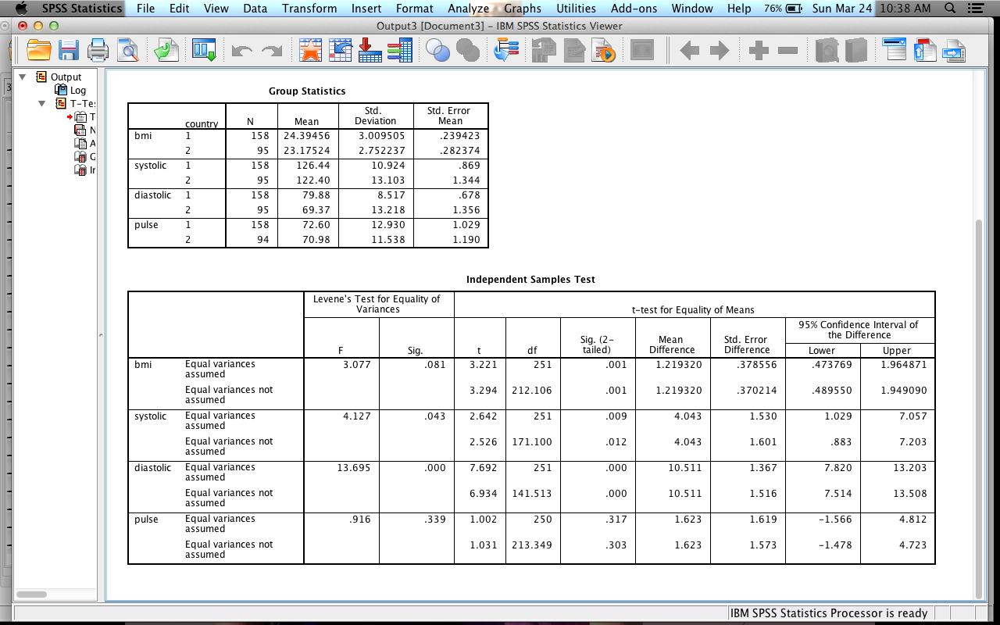 SPSS Statistics File Edit View Data Transform Insert Format Analyze Graphs Utilities Add-ons Window Help 76% Sun Mar 24 10:38 AM
Output3 [Document3] – IBM SPSS Statistics Viewer
Output
Log
T-Te
T
N
A
G
Ir
3
Group Statistics
country N Mean Std. Deviation Std. Error Mean
bmi 1 158 24.39456 3.009505 .239423
2 95 23.17524 2.752237 .282374
systolic 1 158 126.44 10.924 .869
2 95 122.40 13.103 1.344
diastolic 1 158 79.88 8.517 .678
2 95 69.37 13.218 1.356
pulse 1 158 72.60 12.930 1.029
2 94 70.98 11.538 1.190
Independent Samples Test
Levene's Test for Equality of Variances
t-test for Equality of Means
95% Confidence Interval of the Difference
F Sig. t df Sig. (2-tailed) Mean Difference Std. Error Difference Lower Upper
bmi Equal variances assumed 3.077 .081 3.221 251 .001 1.219320 .378556 .473769 1.964871
Equal variances not assumed 3.294 212.106 .001 1.219320 .370214 .489550 1.949090
systolic Equal variances assumed 4.127 .043 2.642 251 .009 4.043 1.530 1.029 7.057
Equal variances not assumed 2.526 171.100 .012 4.043 1.601 .883 7.203
diastolic Equal variances assumed 13.695 .000 7.692 251 .000 10.511 1.367 7.820 13.203
Equal variances not assumed 6.934 141.513 .000 10.511 1.516 7.514 13.508
pulse Equal variances assumed .916 .339 1.002 250 .317 1.623 1.619 −1.566 4.812
Equal variances not assumed 1.031 213.349 .303 1.623 1.573 −1.478 4.723
IBM SPSS Statistics Processor is ready